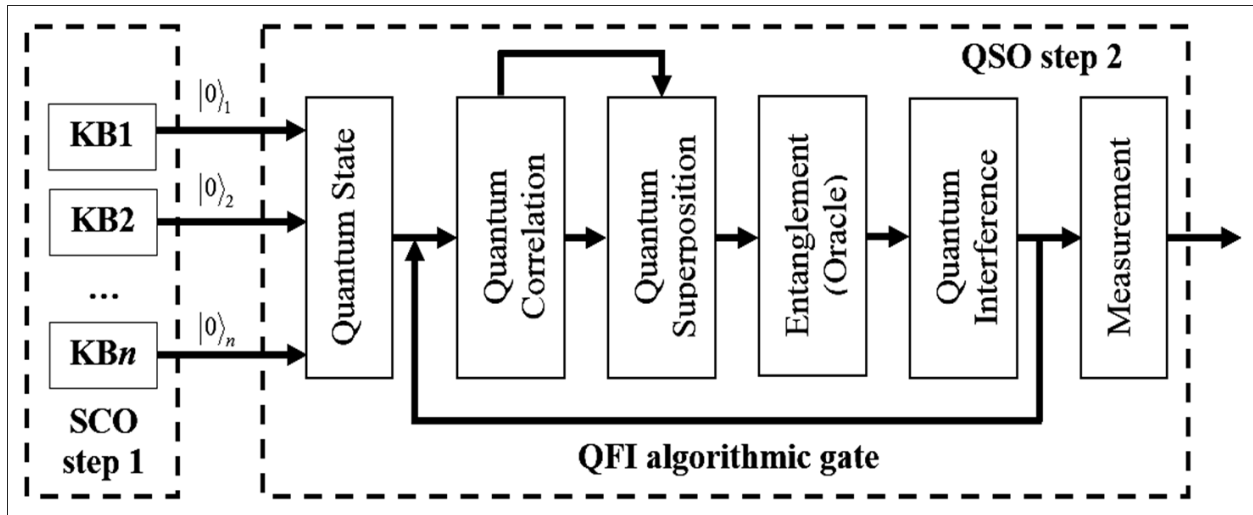 QSO step 2
KB1
KB2
...
KBn
SCO
step 1
|0⟩₁
|0⟩₂
|0⟩ₙ
Quantum State
Quantum
Correlation
Quantum
Superposition
Entanglement
(Oracle)
Quantum
Interference
Measurement
QFI algorithmic gate